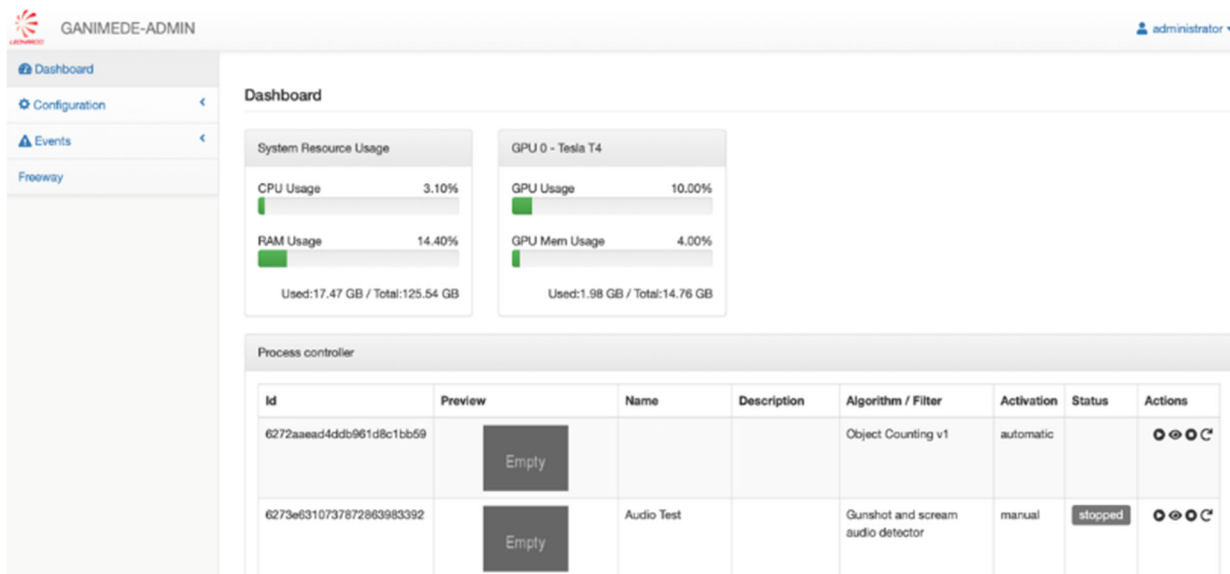 LEONARDO
GANIMEDE-ADMIN
administrator
Dashboard
Configuration
Events
Freeway
Dashboard
System Resource Usage
CPU Usage 3.10%
RAM Usage 14.40%
Used:17.47 GB / Total:125.54 GB
GPU 0 - Tesla T4
GPU Usage 10.00%
GPU Mem Usage 4.00%
Used:1.98 GB / Total:14.76 GB
Process controller
Id Preview Name Description Algorithm / Filter Activation Status Actions
6272aaead4ddb961d8c1bb59 Empty Object Counting v1 automatic
6273e6310737872863983392 Empty Audio Test Gunshot and scream audio detector manual stopped